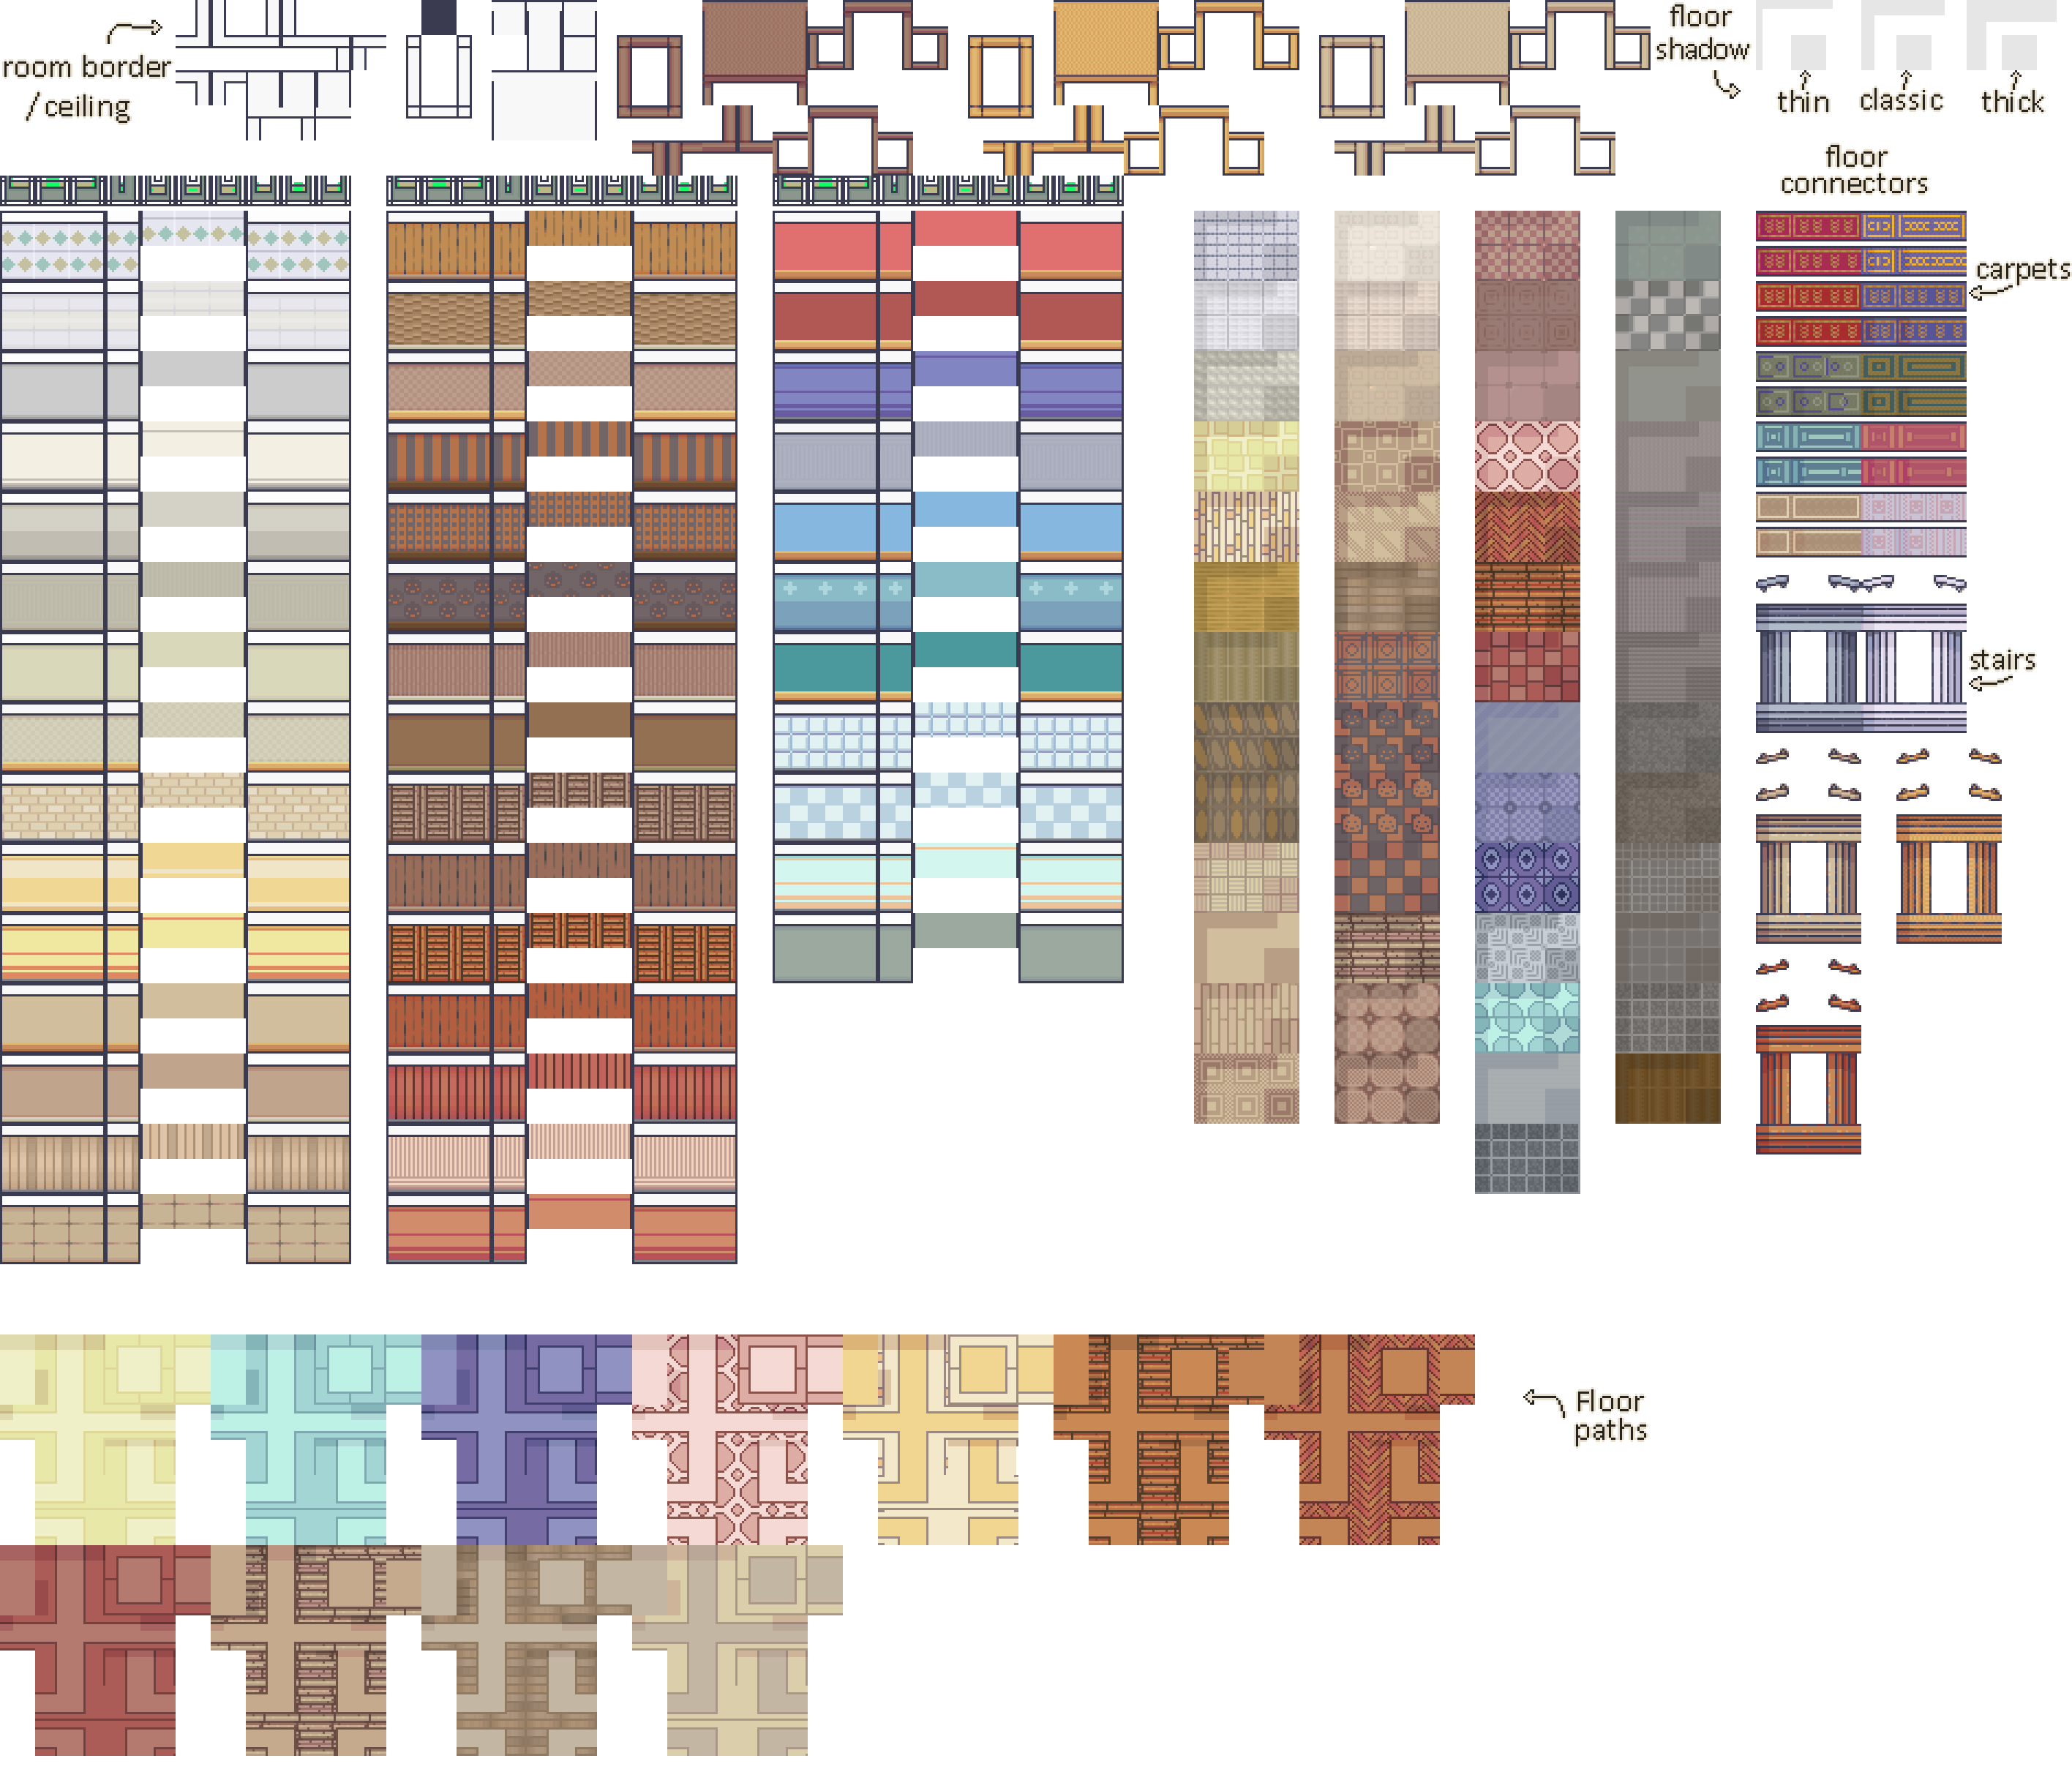 room border
/ceiling
floor
shadow
thin
classic
thick
floor
connectors
carpets
stairs
Floor
paths